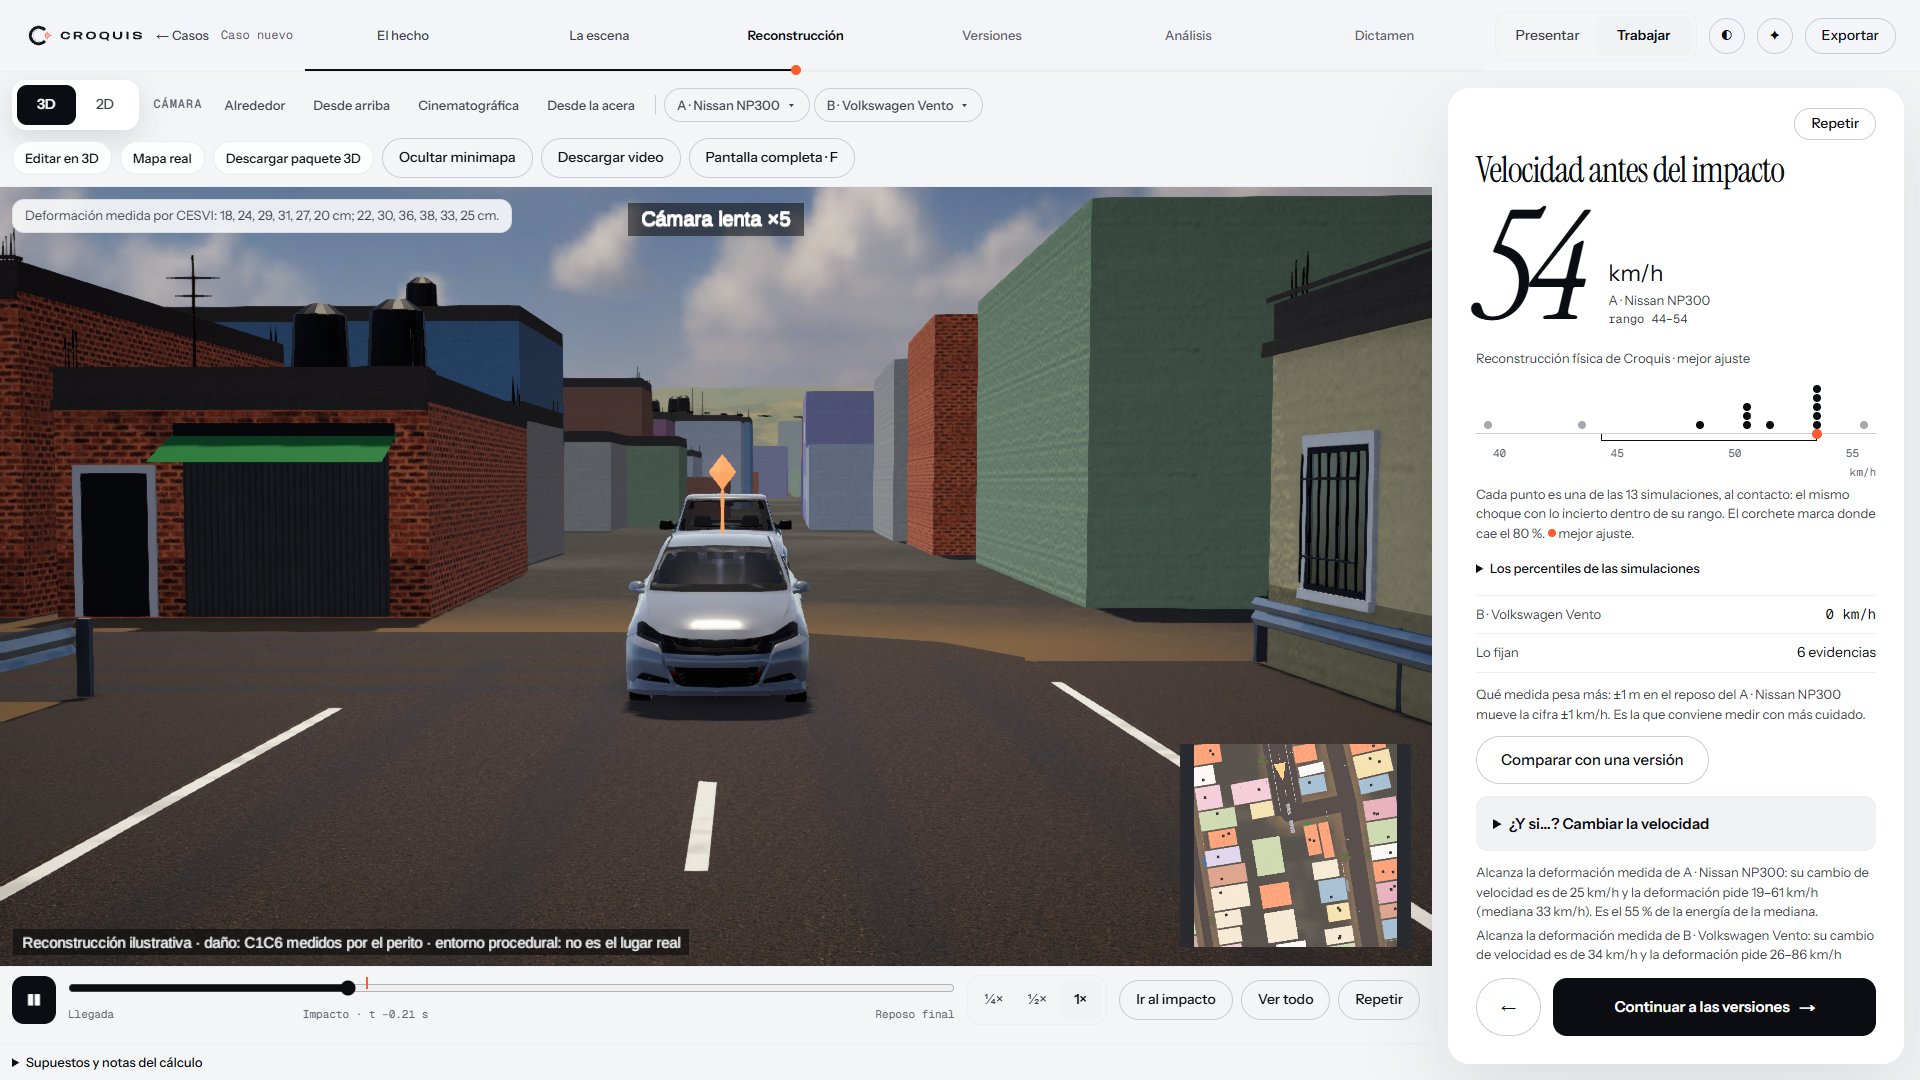 CROQUIS ← Casos Caso nuevo El hecho La escena Reconstrucción Versiones Análisis Dictamen Presentar Trabajar Exportar
3D 2D CÁMARA Alrededor Desde arriba Cinematográfica Desde la acera A·Nissan NP300 B·Volkswagen Vento
Editar en 3D Mapa real Descargar paquete 3D Ocultar minimapa Descargar video Pantalla completa·F
Deformación medida por CESVI: 18, 24, 29, 31, 27, 20 cm; 22, 30, 36, 38, 33, 25 cm.
Cámara lenta ×5
Reconstrucción ilustrativa · daño: C1C6 medidos por el perito · entorno procedural: no es el lugar real
Llegada
Impacto · t −0.21 s
Reposo final
¼× ½× 1× Ir al impacto Ver todo Repetir
Supuestos y notas del cálculo
Repetir
Velocidad antes del impacto
54 km/h
A·Nissan NP300
rango 44–54
Reconstrucción física de Croquis·mejor ajuste
40 45 50 55
km/h
Cada punto es una de las 13 simulaciones, al contacto: el mismo
choque con lo incierto dentro de su rango. El corchete marca donde
cae el 80 %. mejor ajuste.
Los percentiles de las simulaciones
B·Volkswagen Vento 0 km/h
Lo fijan 6 evidencias
Qué medida pesa más: ±1 m en el reposo del A·Nissan NP300
mueve la cifra ±1 km/h. Es la que conviene medir con más cuidado.
Comparar con una versión
¿Y si…? Cambiar la velocidad
Alcanza la deformación medida de A·Nissan NP300: su cambio de
velocidad es de 25 km/h y la deformación pide 19–61 km/h
(mediana 33 km/h). Es el 55 % de la energía de la mediana.
Alcanza la deformación medida de B·Volkswagen Vento: su cambio
de velocidad es de 34 km/h y la deformación pide 26–86 km/h
← Continuar a las versiones →